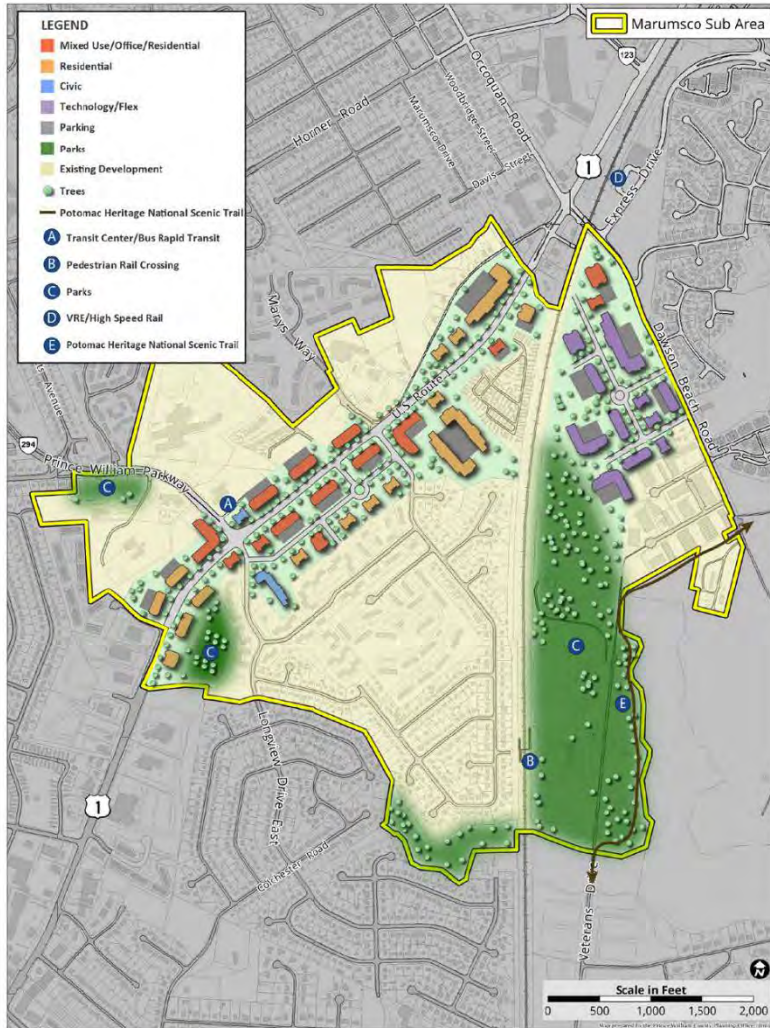 LEGEND
Mixed Use/Office/Residential
Residential
Civic
Technology/Flex
Parking
Parks
Existing Development
Trees
Potomac Heritage National Scenic Trail
A Transit Center/Bus Rapid Transit
B Pedestrian Rail Crossing
C Parks
D VRE/High Speed Rail
E Potomac Heritage National Scenic Trail
Marumsco Sub Area
123
Occoquan Road
Woodbridge Street
Marumsco Drive
Horner Road
Davis Street
1
D
Express Drive
Marys Way
Dawson Beach Road
U.S. Route 1
Avenue
294
Prince William Parkway
C
A
C
C
E
B
Longview Drive East
1
Colchester Road
Veterans D
N
Scale in Feet
0 500 1,000 1,500 2,000